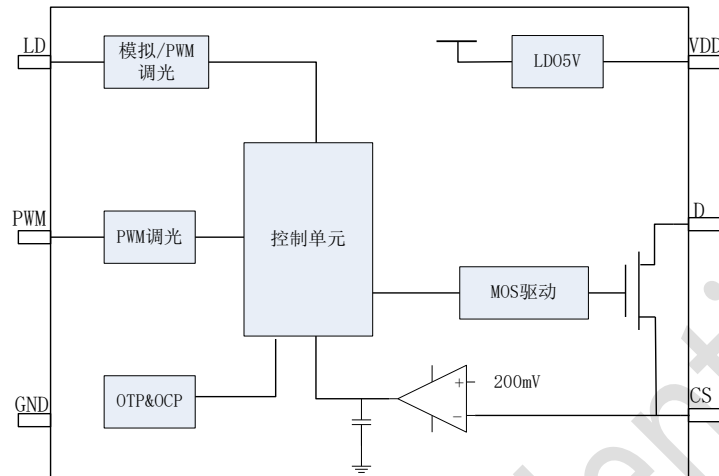 LD
模拟/PWM
调光
LDO5V
VDD
PWM
PWM调光
控制单元
D
MOS驱动
OTP&OCP
200mV
GND
CS
+
-